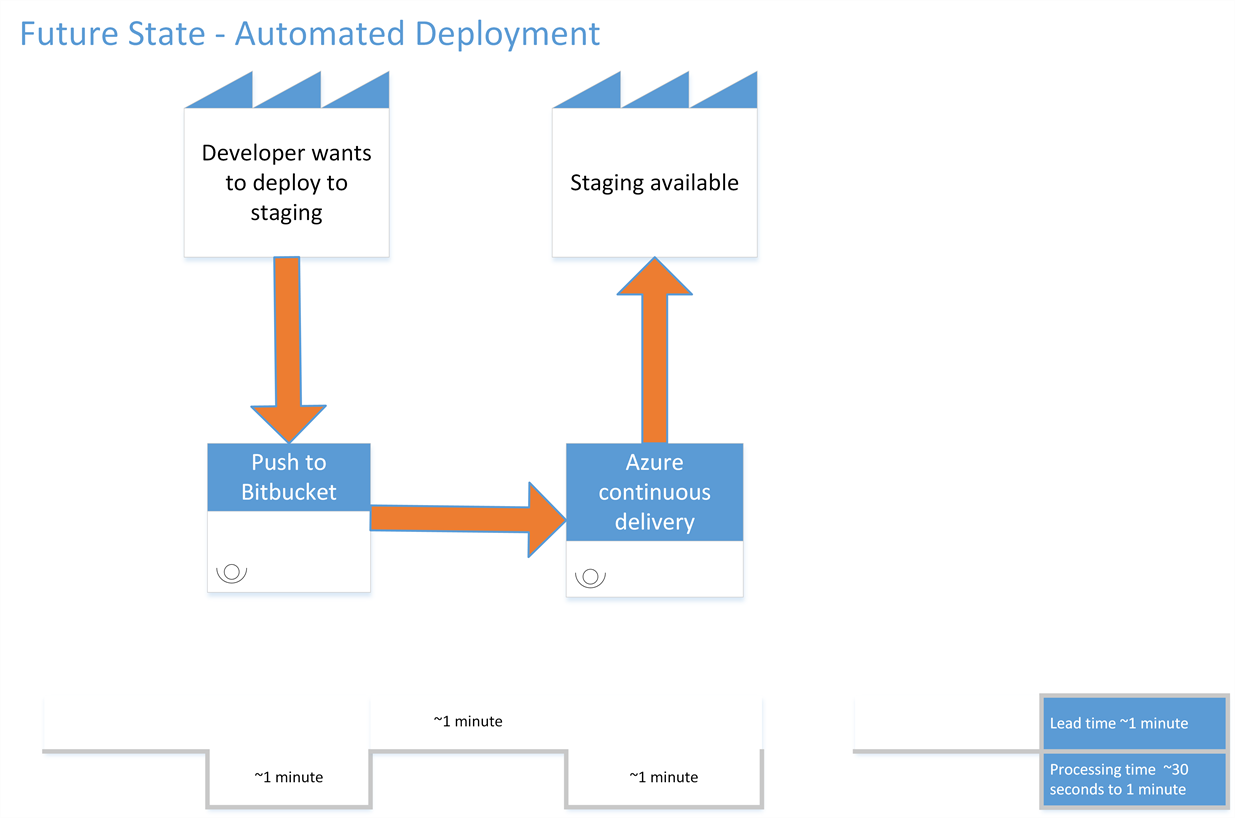 Future State - Automated Deployment
Developer wants
to deploy to
staging
Staging available
Push to
Bitbucket
Azure
continuous
delivery
~1 minute
~1 minute
~1 minute
Lead time ~1 minute
Processing time  ~30
seconds to 1 minute